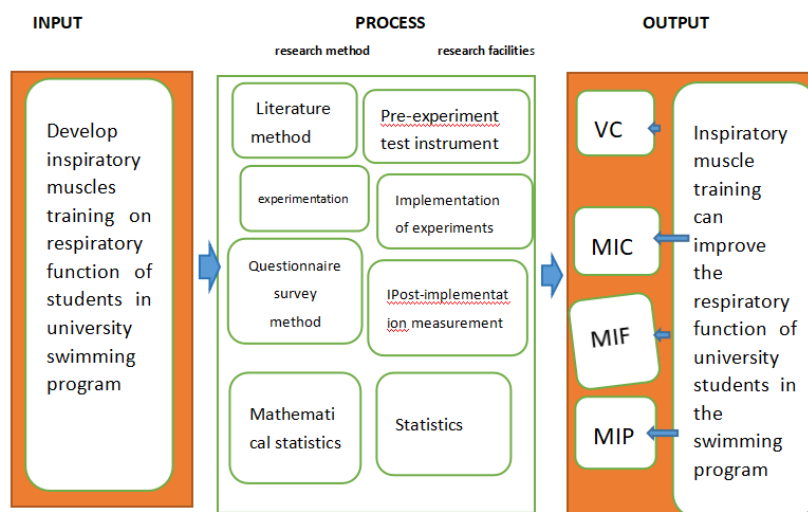 INPUT
PROCESS
OUTPUT
research method
research facilities
Develop
inspiratory
muscles
training on
respiratory
function of
students in
university
swimming
program
Literature
method
Pre-experiment
test instrument
experimentation
Implementation
of experiments
Questionnaire
survey
method
IPost-implementat
ion measurement
Mathemati
cal statistics
Statistics
VC
MIC
MIF
MIP
Inspiratory
muscle
training
can
improve
the
respiratory
function of
university
students in
the
swimming
program